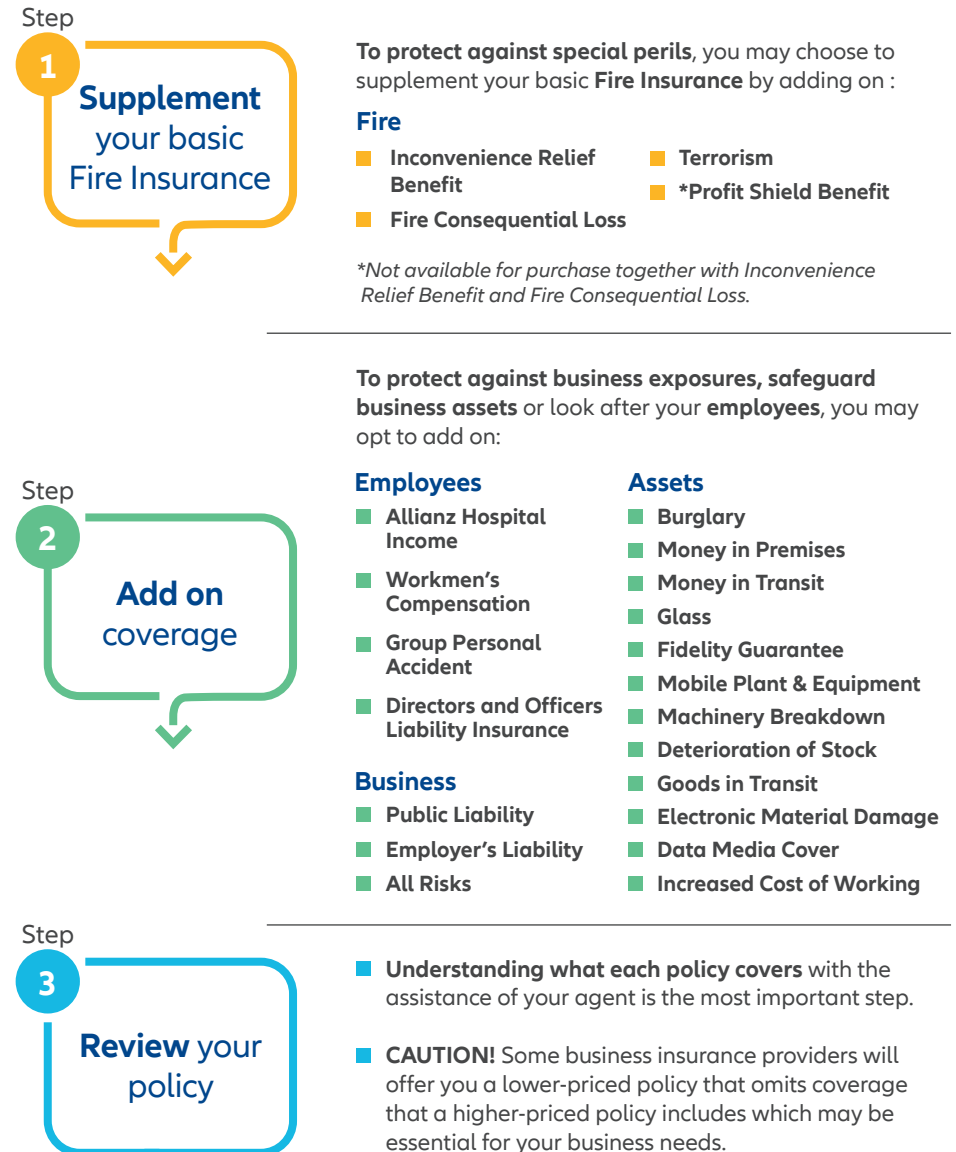 Step
1
Supplement
your basic
Fire Insurance
To protect against special perils, you may choose to
supplement your basic Fire Insurance by adding on :
Fire
Inconvenience Relief
Benefit
Fire Consequential Loss
Terrorism
*Profit Shield Benefit
*Not available for purchase together with Inconvenience
Relief Benefit and Fire Consequential Loss.
To protect against business exposures, safeguard
business assets or look after your employees, you may
opt to add on:
Step
2
Add on
coverage
Employees
Allianz Hospital
Income
Workmen's
Compensation
Group Personal
Accident
Directors and Officers
Liability Insurance
Business
Public Liability
Employer's Liability
All Risks
Assets
Burglary
Money in Premises
Money in Transit
Glass
Fidelity Guarantee
Mobile Plant & Equipment
Machinery Breakdown
Deterioration of Stock
Goods in Transit
Electronic Material Damage
Data Media Cover
Increased Cost of Working
Step
3
Review your
policy
Understanding what each policy covers with the
assistance of your agent is the most important step.
CAUTION! Some business insurance providers will
offer you a lower-priced policy that omits coverage
that a higher-priced policy includes which may be
essential for your business needs.